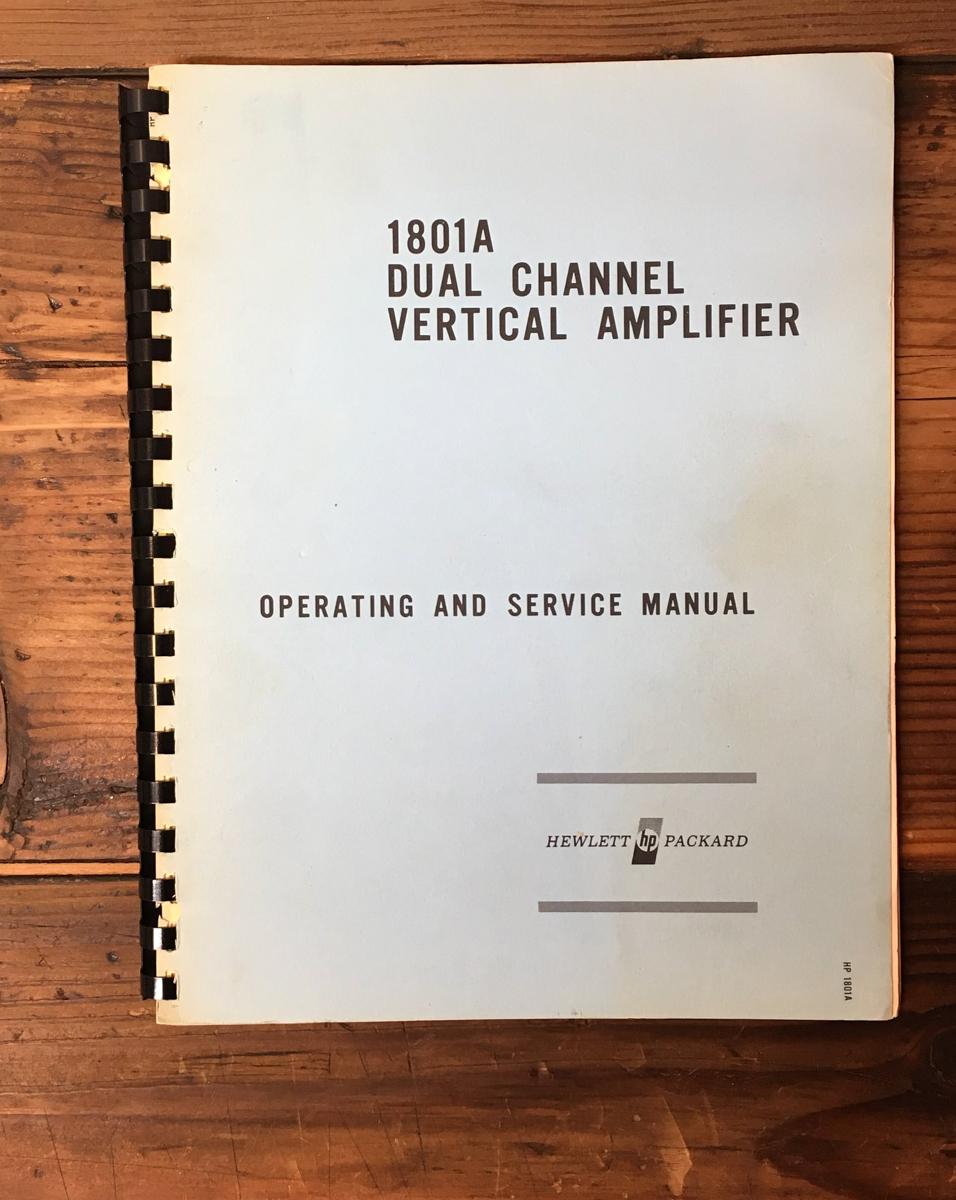 1801A
DUAL CHANNEL
VERTICAL AMPLIFIER
OPERATING AND SERVICE MANUAL
HEWLETT hp PACKARD
HP 1801A